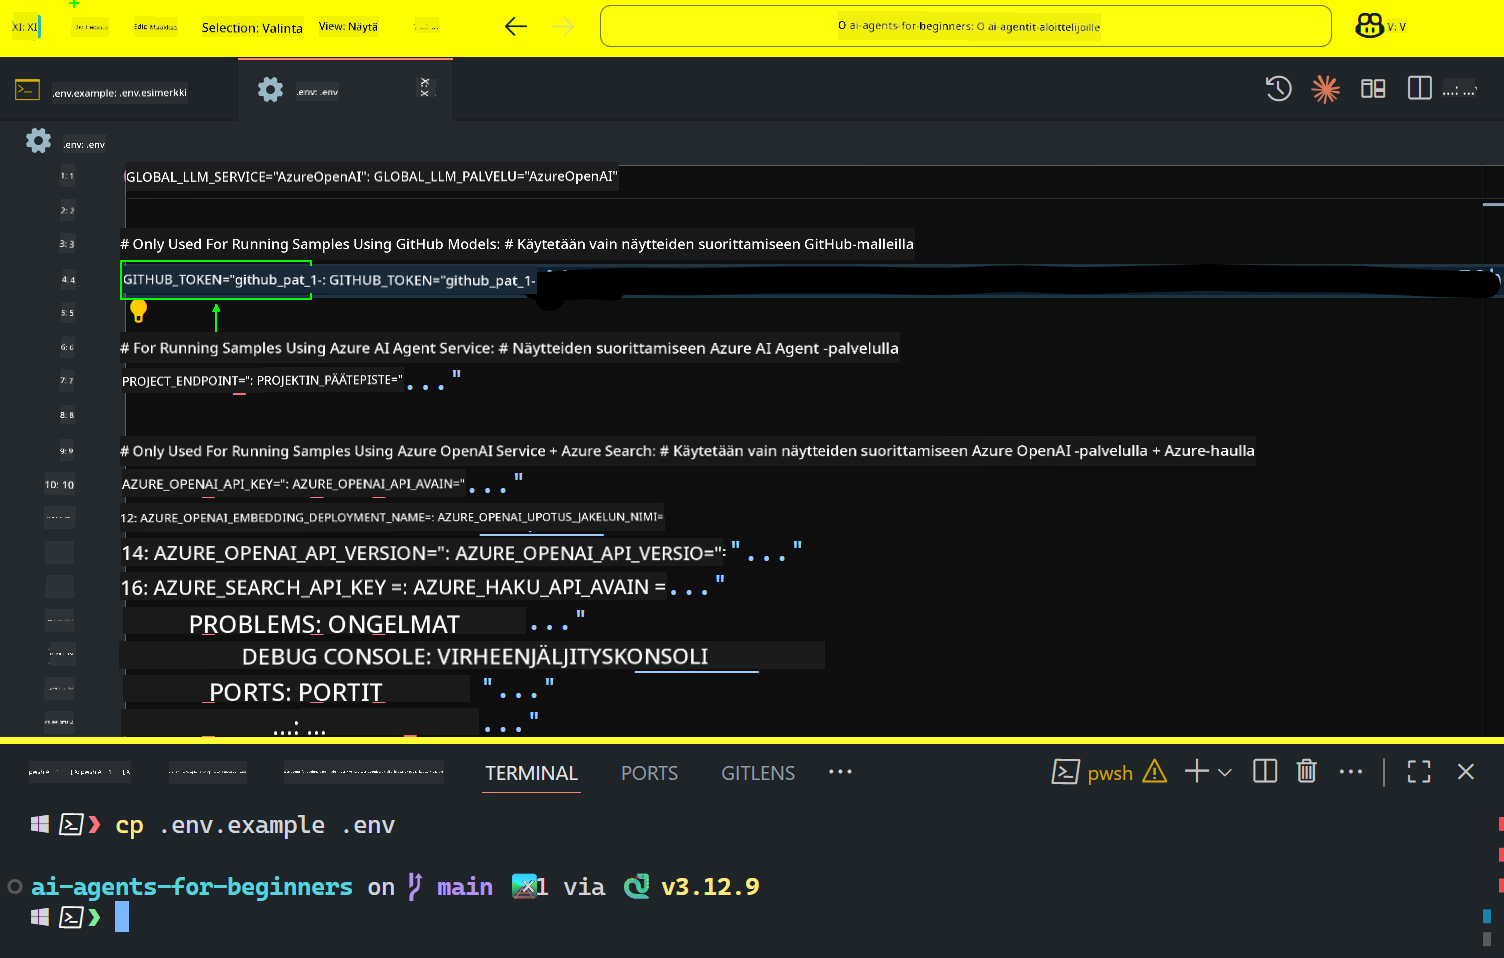 XI: XI
Selection: Valinta
View: Näytä
O ai-agents-for-beginners: O ai-agentit-aloittelijoille
V: V
.env.example: .env.esimerkki
.env: .env
...: ...
.env: .env
1: 1
GLOBAL_LLM_SERVICE="AzureOpenAI": GLOBAL_LLM_PALVELU="AzureOpenAI"
2: 2
3: 3
# Only Used For Running Samples Using GitHub Models: # Käytetään vain näytteiden suorittamiseen GitHub-malleilla
4: 4
GITHUB_TOKEN="github_pat_1-: GITHUB_TOKEN="github_pat_1-
5: 5
6: 6
# For Running Samples Using Azure AI Agent Service: # Näytteiden suorittamiseen Azure AI Agent -palvelulla
7: 7
PROJECT_ENDPOINT=": PROJEKTIN_PÄÄTEPISTE="..."
8: 8
9: 9
# Only Used For Running Samples Using Azure OpenAI Service + Azure Search: # Käytetään vain näytteiden suorittamiseen Azure OpenAI -palvelulla + Azure-haulla
10: 10
AZURE_OPENAI_API_KEY=": AZURE_OPENAI_API_AVAIN="..."
12: AZURE_OPENAI_EMBEDDING_DEPLOYMENT_NAME=: AZURE_OPENAI_UPOTUS_JAKELUN_NIMI=
14: AZURE_OPENAI_API_VERSION=": AZURE_OPENAI_API_VERSIO=": "..."
16: AZURE_SEARCH_API_KEY =: AZURE_HAKU_API_AVAIN =..."
PROBLEMS: ONGELMAT ..."
DEBUG CONSOLE: VIRHEENJÄLJITYSKONSOLI
PORTS: PORTIT "..."
...: ... ..."
TERMINAL PORTS GITLENS ... pwsh
cp .env.example .env
ai-agents-for-beginners on main 1 via v3.12.9